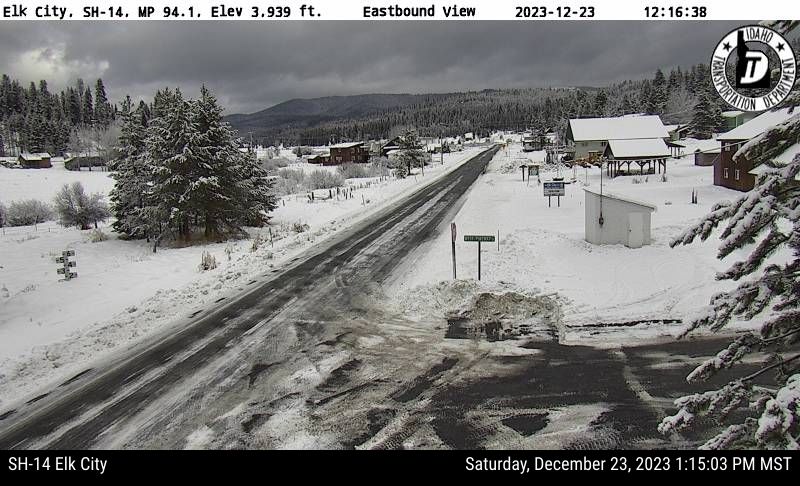 Elk City, SH-14, MP 94.1, Elev 3,939 ft. Eastbound View 2023-12-23 12:16:38
IDAHO
TRANSPORTATION DEPARTMENT
SH-14 Elk City Saturday, December 23, 2023 1:15:03 PM MST